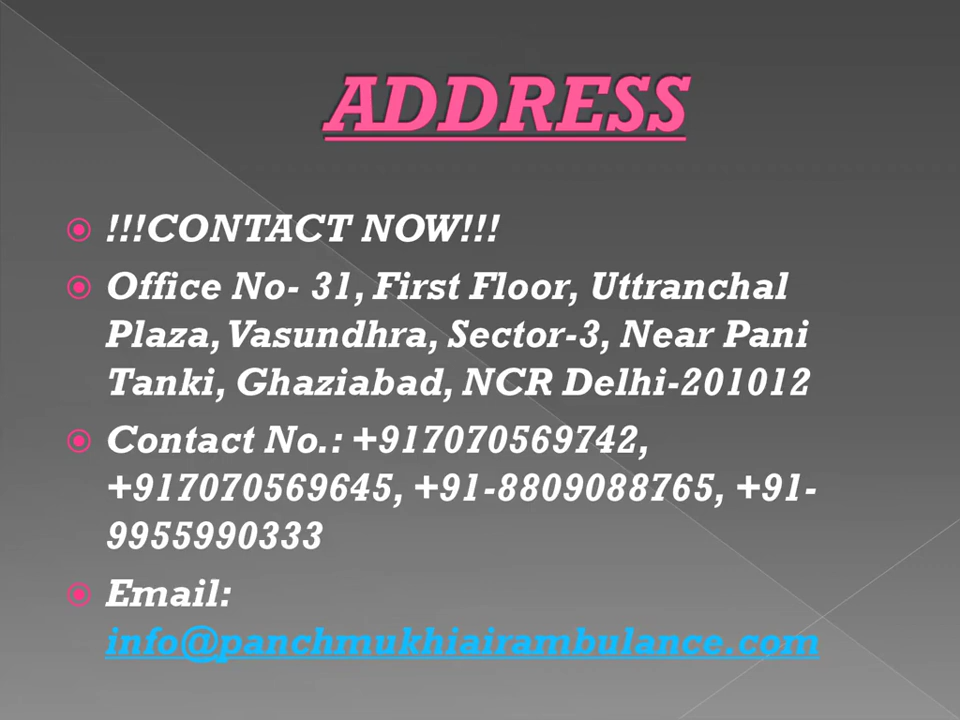 ADDRESS
!!!CONTACT NOW!!!
Office No- 31, First Floor, Uttranchal
Plaza, Vasundhra, Sector-3, Near Pani
Tanki, Ghaziabad, NCR Delhi-201012
Contact No.: +917070569742,
+917070569645, +91-8809088765, +91-
9955990333
Email:
info@panchmukhiairambulance.com